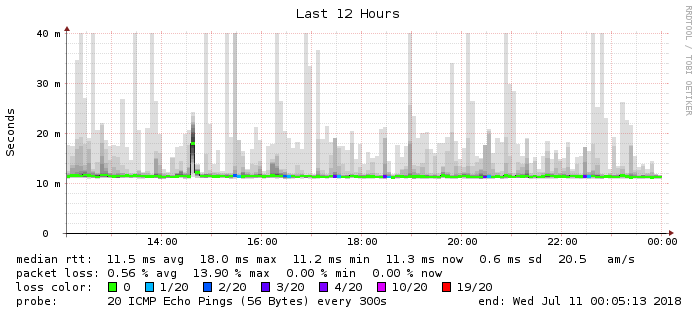 Last 12 Hours
RRDTOOL / TOBI OETIKER
Seconds
40 m
30 m
20 m
10 m
0
14:00 16:00 18:00 20:00 22:00 00:00
median rtt: 11.5 ms avg 18.0 ms max 11.2 ms min 11.3 ms now 0.6 ms sd 20.5 am/s
packet loss: 0.56 % avg 13.90 % max 0.00 % min 0.00 % now
loss color: 0 1/20 2/20 3/20 4/20 10/20 19/20
probe: 20 ICMP Echo Pings (56 Bytes) every 300s end: Wed Jul 11 00:05:13 2018